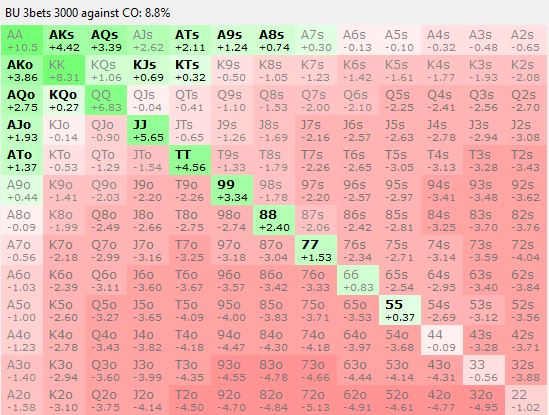 BU 3bets 3000 against CO: 8.8%
AA AKs AQs AJs ATs A9s A8s A7s A6s A5s A4s A3s A2s
+10.5 +4.42 +3.39 +2.62 +2.11 +1.24 +0.74 +0.30 -0.13 -0.10 -0.32 -0.48 -0.65
AKo KK KQs KJs KTs K9s K8s K7s K6s K5s K4s K3s K2s
+3.86 +8.31 +1.06 +0.69 +0.32 -0.50 -1.05 -1.23 -1.42 -1.61 -1.77 -1.93 -2.08
AQo KQo QQ QJs QTs Q9s Q8s Q7s Q6s Q5s Q4s Q3s Q2s
+2.75 +0.27 +6.83 -0.04 -0.41 -1.10 -1.53 -2.00 -2.10 -2.25 -2.41 -2.56 -2.70
AJo KJo QJo JJ JTs J9s J8s J7s J6s J5s J4s J3s J2s
+1.93 -0.14 -0.90 +5.65 -0.65 -1.26 -1.69 -2.16 -2.57 -2.63 -2.78 -2.94 -3.08
ATo KTo QTo JTo TT T9s T8s T7s T6s T5s T4s T3s T2s
+1.37 -0.53 -1.29 -1.54 +4.56 -1.33 -1.79 -2.26 -2.65 -3.05 -3.13 -3.28 -3.43
A9o K9o Q9o J9o T9o 99 98s 97s 96s 95s 94s 93s 92s
+0.44 -1.41 -2.03 -2.20 -2.26 +3.34 -1.78 -2.20 -2.57 -2.97 -3.41 -3.48 -3.62
A8o K8o Q8o J8o T8o 98o 88 87s 86s 85s 84s 83s 82s
-0.09 -1.99 -2.49 -2.66 -2.75 -2.74 +2.40 -2.06 -2.42 -2.81 -3.25 -3.70 -3.76
A7o K7o Q7o J7o T7o 97o 87o 77 76s 75s 74s 73s 72s
-0.56 -2.18 -2.99 -3.16 -3.25 -3.18 -3.04 +1.53 -2.34 -2.71 -3.14 -3.59 -4.04
A6o K6o Q6o J6o T6o 96o 86o 76o 66 65s 64s 63s 62s
-1.03 -2.39 -3.11 -3.60 -3.67 -3.57 -3.42 -3.33 +0.83 -2.54 -2.95 -3.40 -3.84
A5o K5o Q5o J5o T5o 95o 85o 75o 65o 55 54s 53s 52s
-1.00 -2.60 -3.27 -3.65 -4.09 -4.00 -3.83 -3.71 -3.53 +0.37 -2.69 -3.12 -3.56
A4o K4o Q4o J4o T4o 94o 84o 74o 64o 54o 44 43s 42s
-1.23 -2.78 -3.43 -3.82 -4.18 -4.47 -4.30 -4.18 -3.97 -3.68 -0.09 -3.28 -3.71
A3o K3o Q3o J3o T3o 93o 83o 73o 63o 53o 43o 33 32s
-1.40 -2.94 -3.60 -3.99 -4.35 -4.55 -4.78 -4.66 -4.44 -4.14 -4.31 -0.56 -3.88
A2o K2o Q2o J2o T2o 92o 82o 72o 62o 52o 42o 32o 22
-1.58 -3.10 -3.75 -4.14 -4.50 -4.70 -4.84 -5.13 -4.91 -4.61 -4.77 -4.95 -1.02